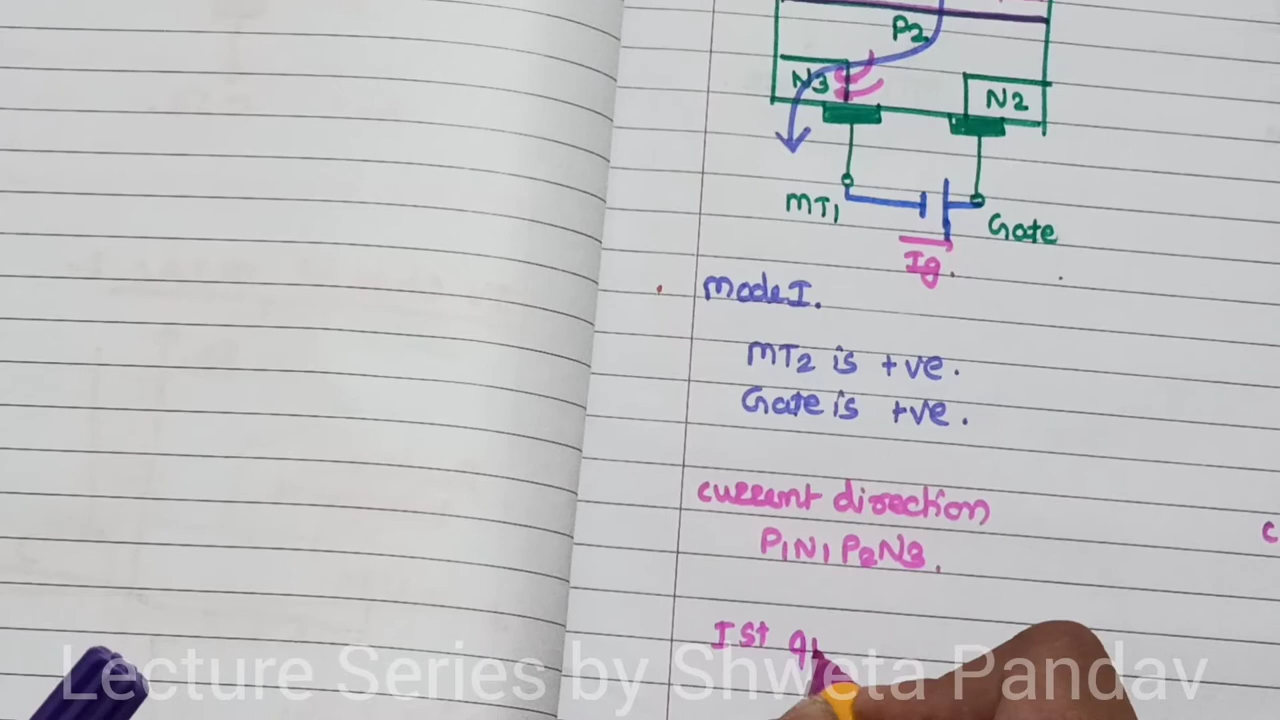 P2
N3
N2
MT1
Gate
Ig.
Mode I.
MT2 is +ve.
Gate is +ve.
current direction
P1N1P2N3.
Ist
Lecture Series by Shweta Pandav